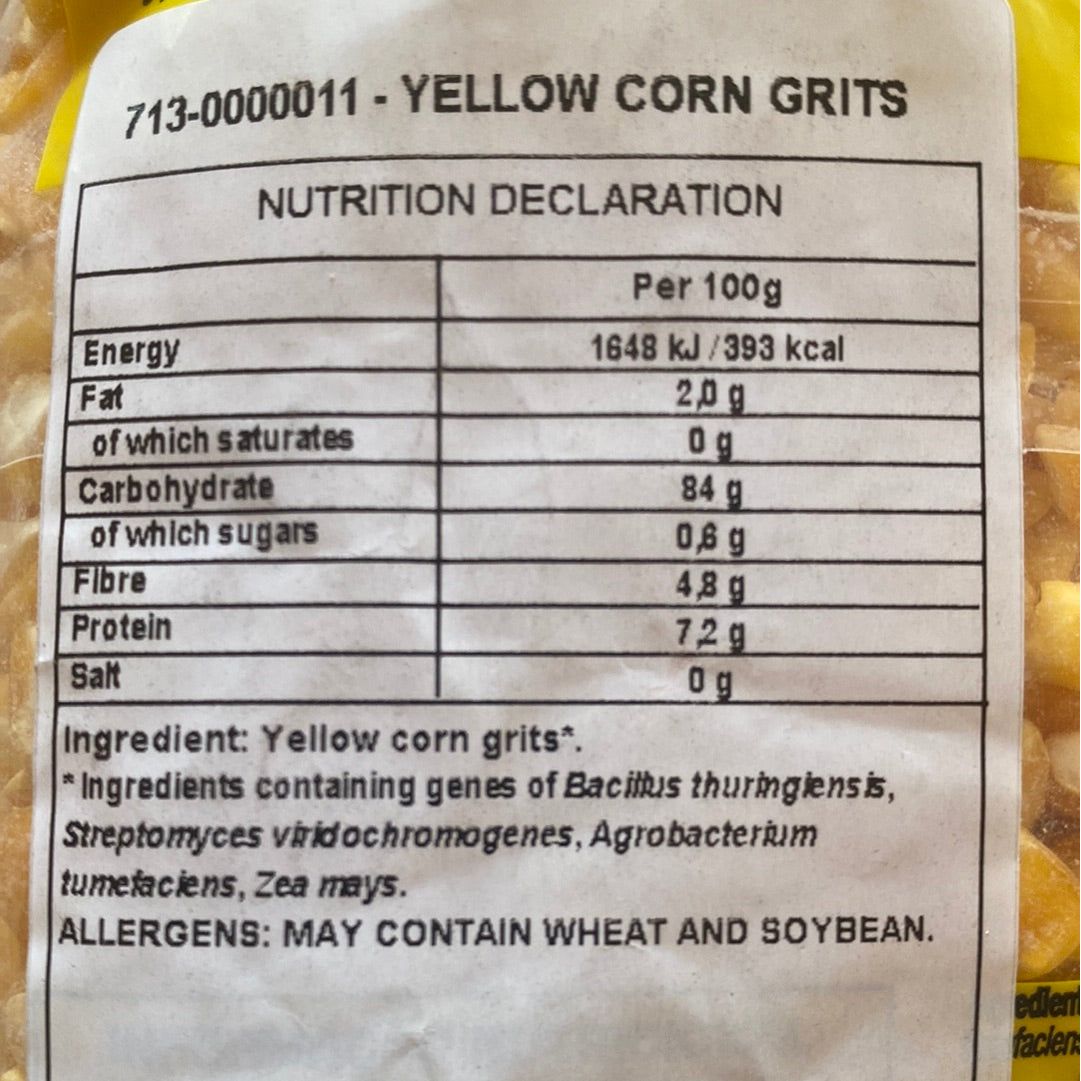 713-0000011 - YELLOW CORN GRITS
NUTRITION DECLARATION
Per 100g
Energy 1648 kJ / 393 kcal
Fat 2,0 g
of which saturates 0 g
Carbohydrate 84 g
of which sugars 0,6 g
Fibre 4,8 g
Protein 7,2 g
Salt 0 g
Ingredient: Yellow corn grits*.
* Ingredients containing genes of Bacillus thuringiensis,
Streptomyces viridochromogenes, Agrobacterium
tumefaciens, Zea mays.
ALLERGENS: MAY CONTAIN WHEAT AND SOYBEAN.